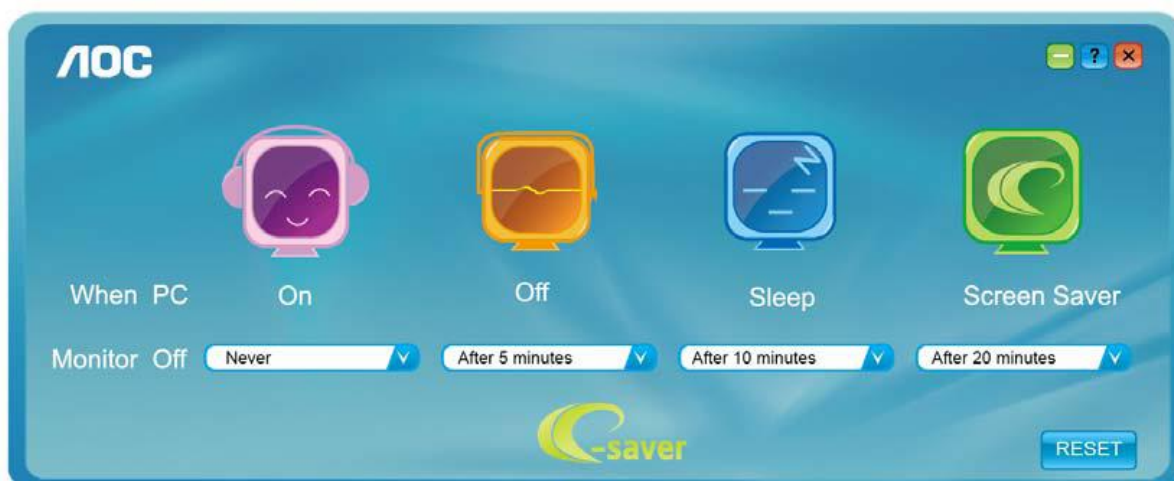 AOC
?
When PC On Off Sleep Screen Saver
Monitor Off Never After 5 minutes After 10 minutes After 20 minutes
e-saver
RESET